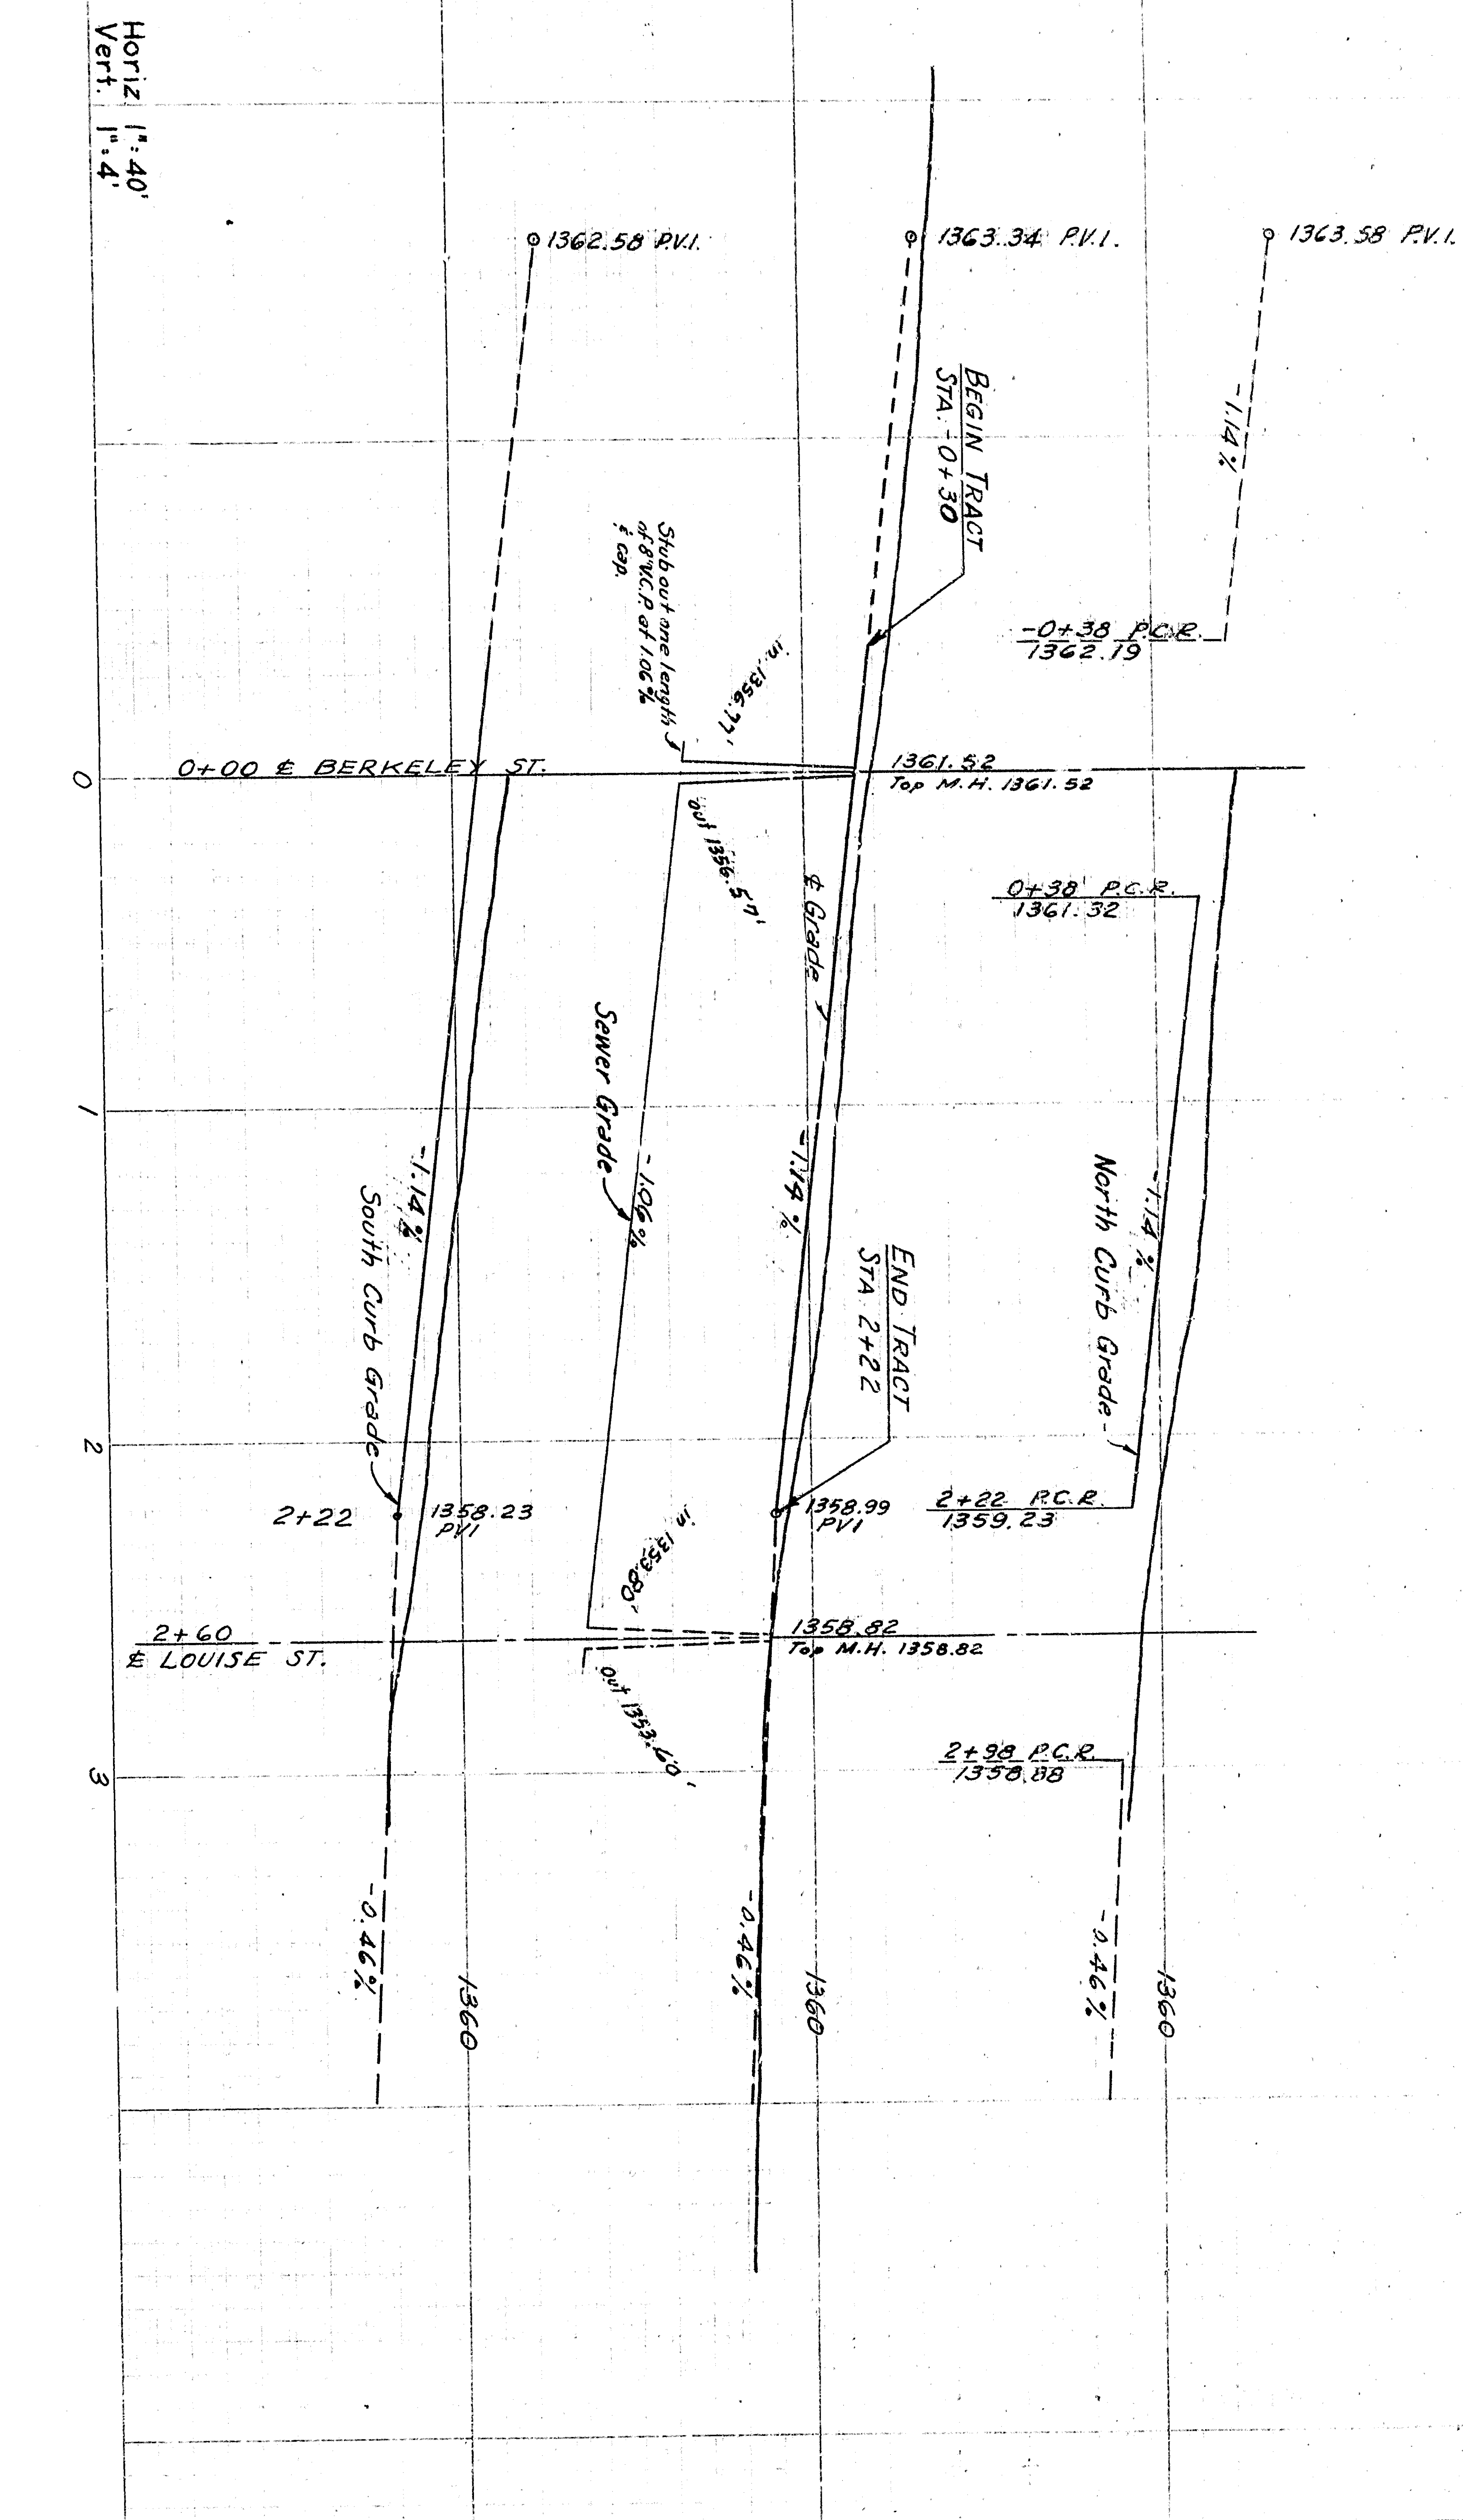 Horiz 1":40'
Vert. 1":4'
1362.58 P.V.I.
1363.34 P.V.I.
1363.58 P.V.I.
-1.14%
BEGIN TRACT
STA. -0+30
Stub out one length
of 8"V.C.P. at 1.06%
& cap.
in. 1356.77'
-0+38 P.C.R.
1362.19
0
0+00 ℄ BERKELEY ST.
1361.52
Top M.H. 1361.52
out 1356.57'
0+38 P.C.R.
1361.32
℄ Grade
1
Sewer Grade
-1.06%
-1.14%
South Curb Grade
-1.14%
North Curb Grade
-1.14%
END TRACT
STA 2+22
2
2+22
1358.23
PVI
1358.99
PVI
2+22 P.C.R.
1359.23
in 1353.80'
2+60
℄ LOUISE ST.
1358.82
Top M.H. 1358.82
out 1353.60'
2+98 P.C.R.
1358.88
3
-0.46%
1360
-0.46%
1360
-0.46%
1360